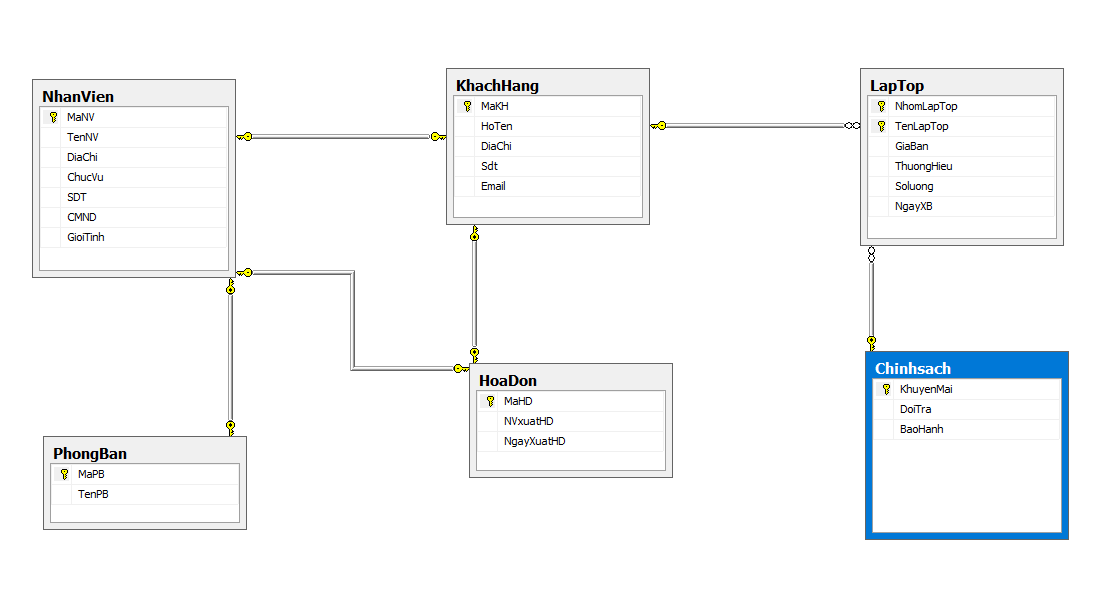 NhanVien
MaNV
TenNV
DiaChi
ChucVu
SDT
CMND
GioiTinh
KhachHang
MaKH
HoTen
DiaChi
Sdt
Email
LapTop
NhomLapTop
TenLapTop
GiaBan
ThuongHieu
Soluong
NgayXB
PhongBan
MaPB
TenPB
HoaDon
MaHD
NVxuatHD
NgayXuatHD
Chinhsach
KhuyenMai
DoiTra
BaoHanh